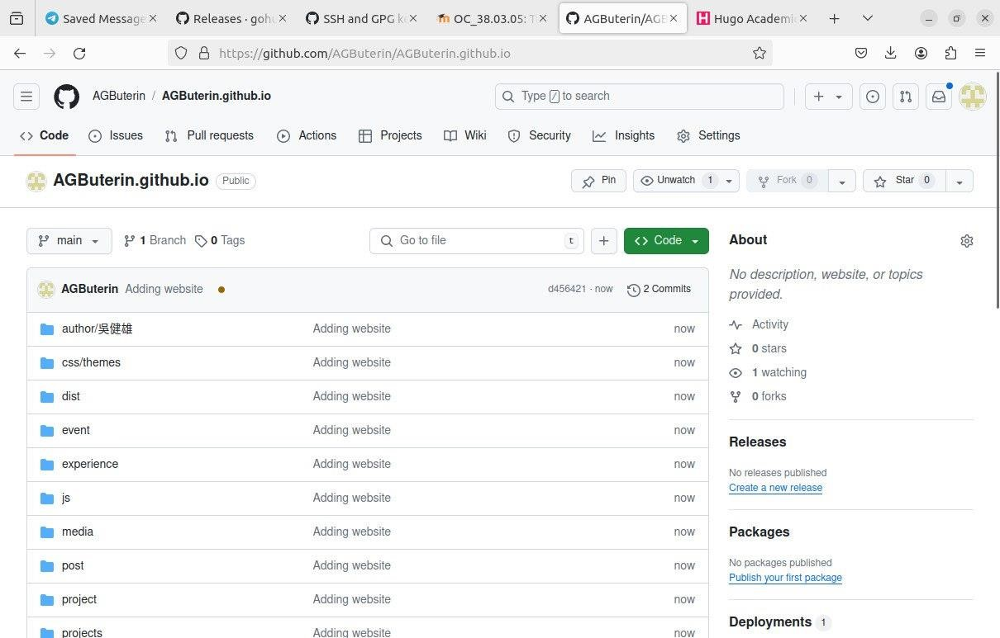 Saved Message
Releases · gohu
SSH and GPG ke
OC_38.03.05: T
AGButerin/AGB
Hugo Academi
https://github.com/AGButerin/AGButerin.github.io
AGButerin / AGButerin.github.io
Type / to search
Code
Issues
Pull requests
Actions
Projects
Wiki
Security
Insights
Settings
AGButerin.github.io
Public
Pin
Unwatch 1
Fork 0
Star 0
main
1 Branch
0 Tags
Go to file
t
Code
AGButerin Adding website
d456421 · now
2 Commits
author/吳健雄 Adding website now
css/themes Adding website now
dist Adding website now
event Adding website now
experience Adding website now
js Adding website now
media Adding website now
post Adding website now
project Adding website now
projects Adding website now
About
No description, website, or topics
provided.
Activity
0 stars
1 watching
0 forks
Releases
No releases published
Create a new release
Packages
No packages published
Publish your first package
Deployments 1